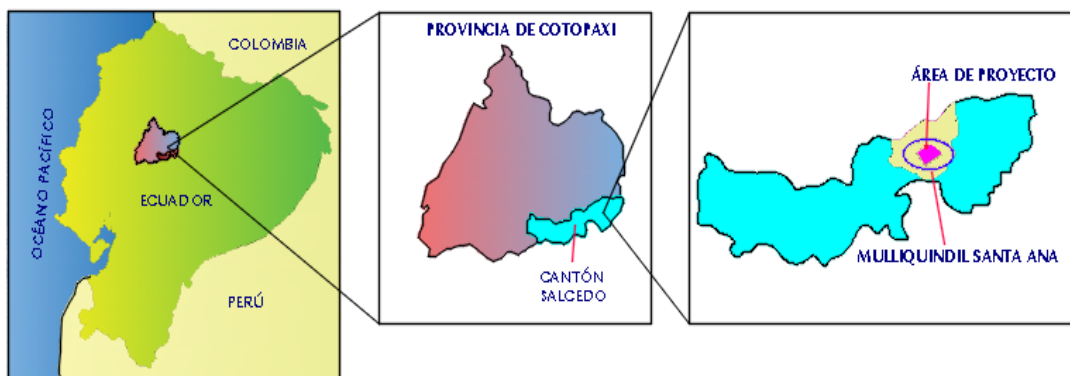 COLOMBIA
OCÉANO PACÍFICO
ECUADOR
PERÚ
PROVINCIA DE COTOPAXI
CANTÓN
SALCEDO
ÁREA DE PROYECTO
MULLIQUINDIL SANTA ANA